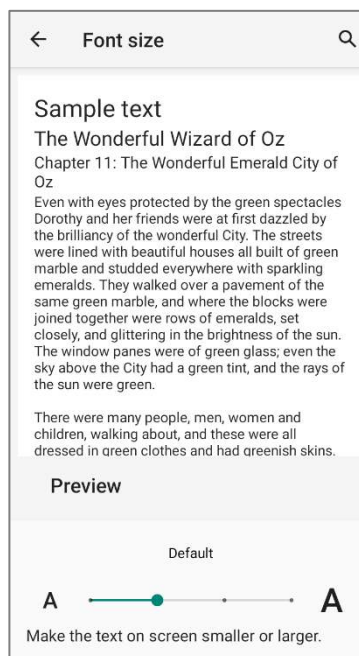 Font size
Sample text
The Wonderful Wizard of Oz
Chapter 11: The Wonderful Emerald City of
Oz
Even with eyes protected by the green spectacles
Dorothy and her friends were at first dazzled by
the brilliancy of the wonderful City. The streets
were lined with beautiful houses all built of green
marble and studded everywhere with sparkling
emeralds. They walked over a pavement of the
same green marble, and where the blocks were
joined together were rows of emeralds, set
closely, and glittering in the brightness of the sun.
The window panes were of green glass; even the
sky above the City had a green tint, and the rays of
the sun were green.
There were many people, men, women and
children, walking about, and these were all
dressed in green clothes and had greenish skins.
Preview
Default
A A
Make the text on screen smaller or larger.